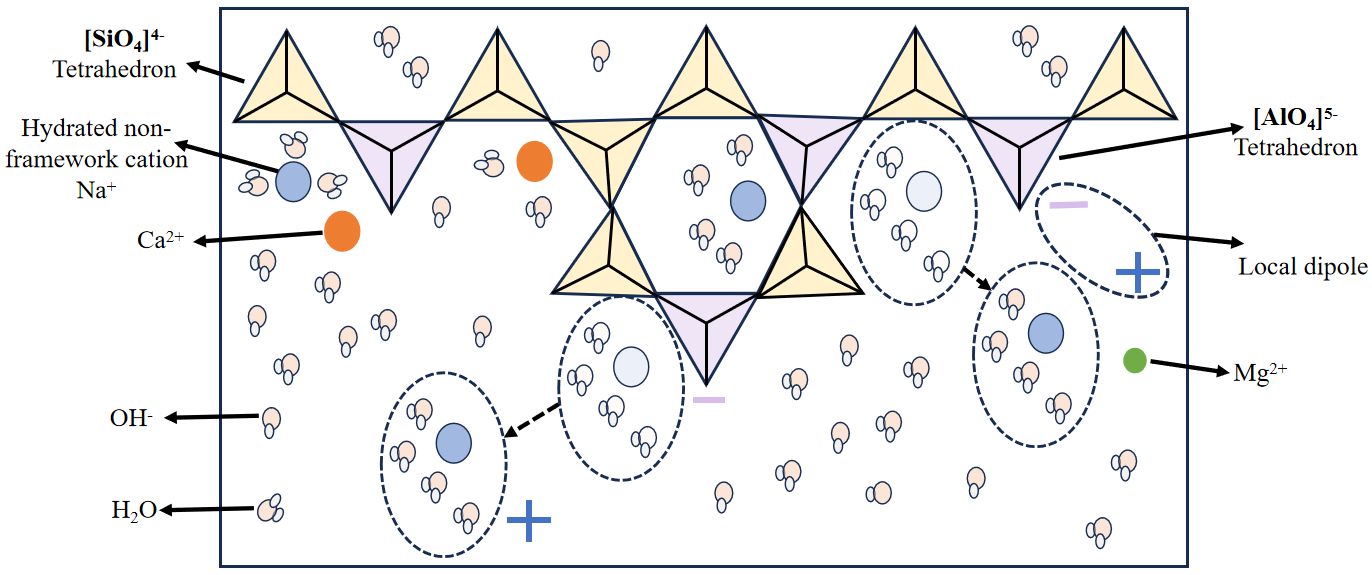 [SiO₄]⁴⁻
Tetrahedron
Hydrated non-
framework cation
Na⁺
Ca²⁺
OH⁻
H₂O
[AlO₄]⁵⁻
Tetrahedron
Local dipole
Mg²⁺